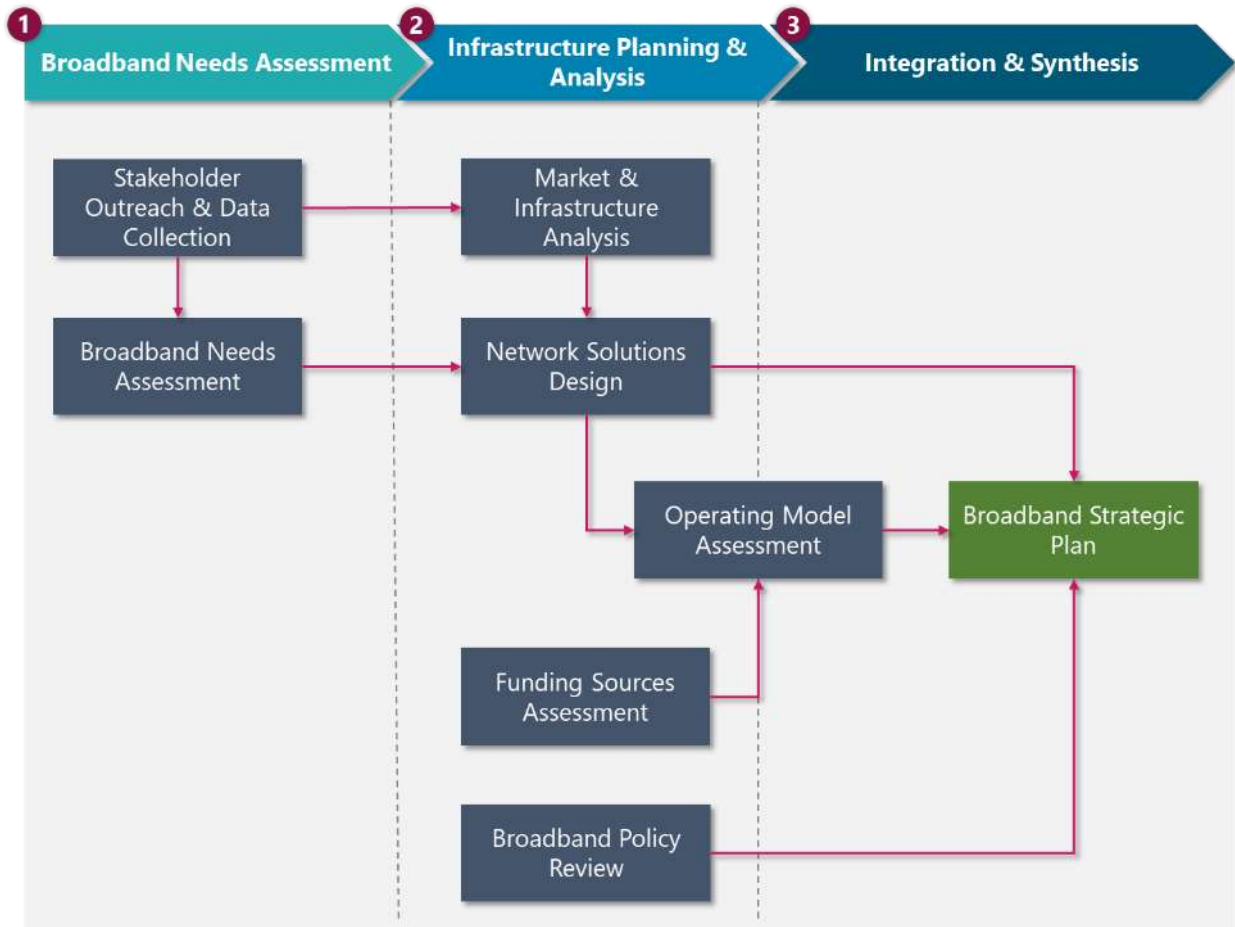 1
Broadband Needs Assessment
2
Infrastructure Planning &
Analysis
3
Integration & Synthesis
Stakeholder
Outreach & Data
Collection
Market &
Infrastructure
Analysis
Broadband Needs
Assessment
Network Solutions
Design
Operating Model
Assessment
Broadband Strategic
Plan
Funding Sources
Assessment
Broadband Policy
Review